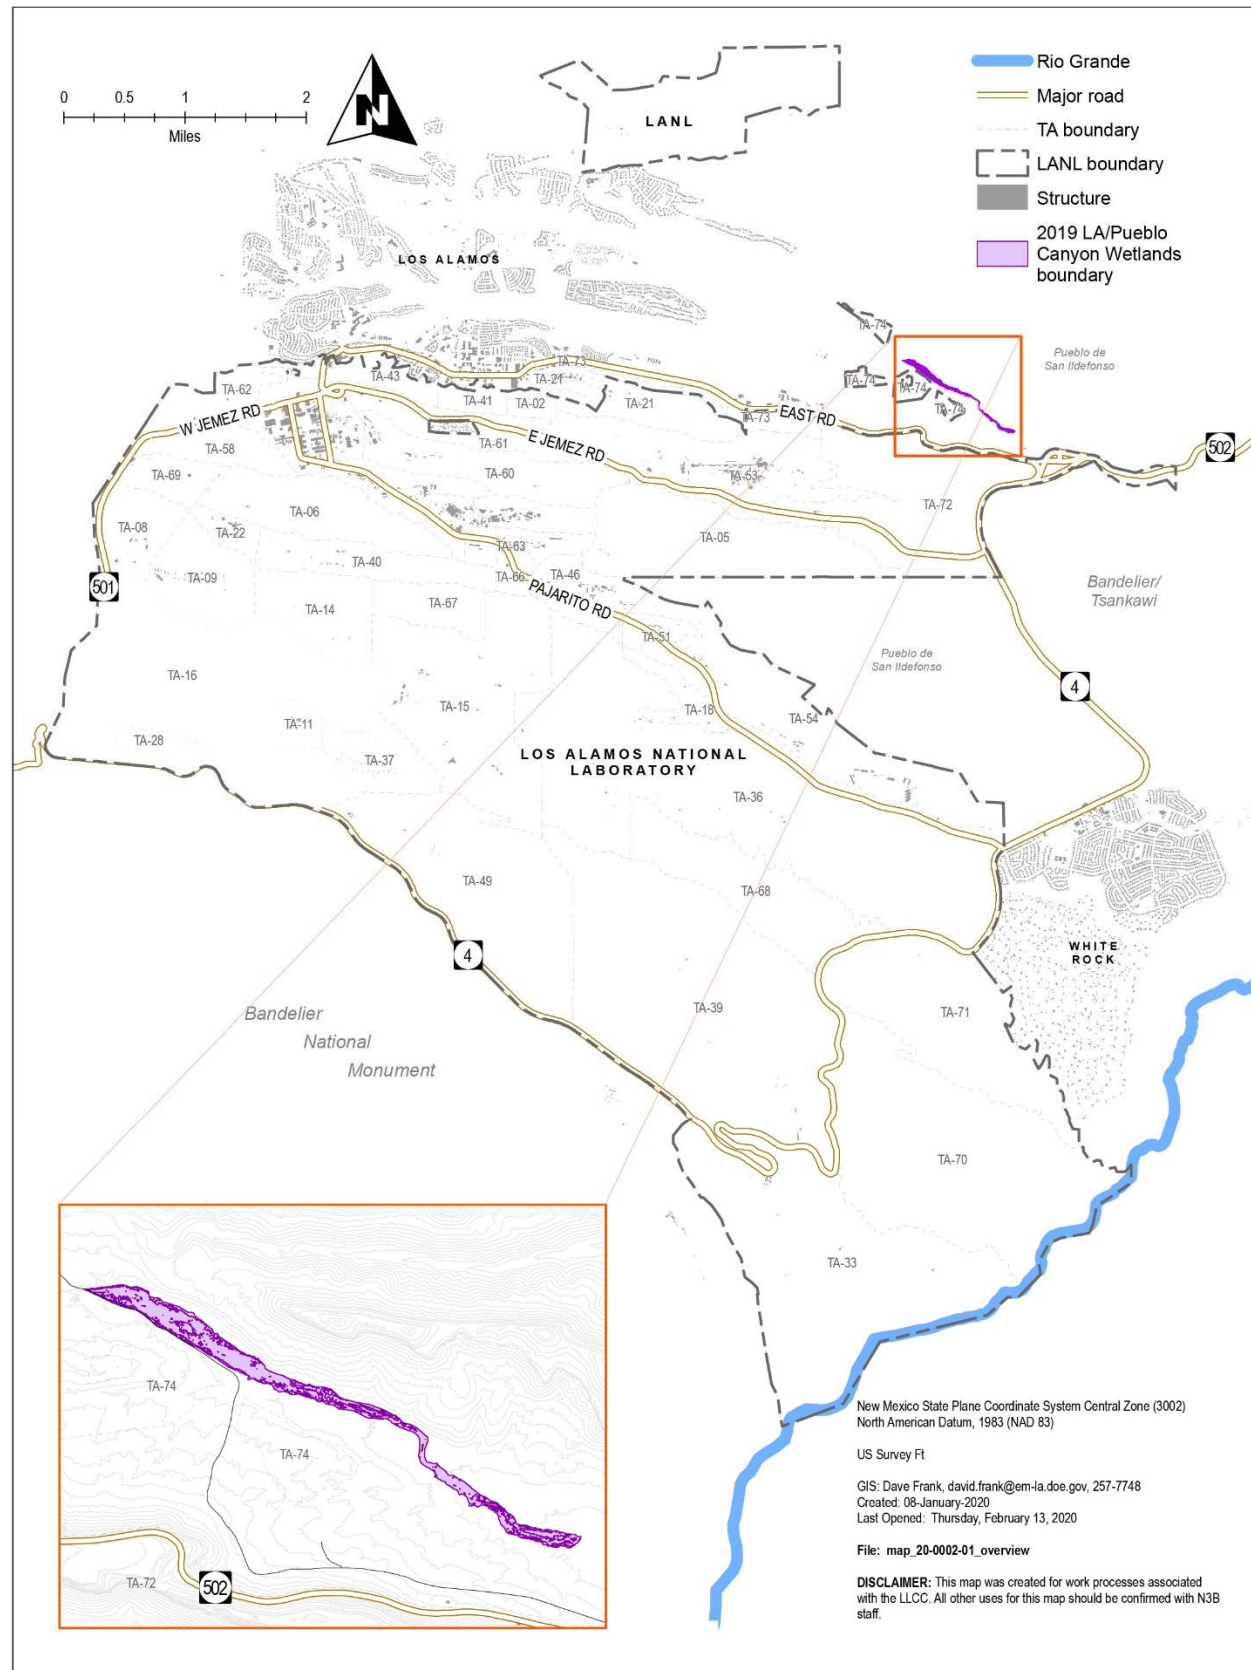 0 0.5 1 2
Miles
N
LANL
Rio Grande
Major road
TA boundary
LANL boundary
Structure
2019 LA/Pueblo
Canyon Wetlands
boundary
LOS ALAMOS
TA-74
Pueblo de
San Ildefonso
TA-73
TA-62
TA-43
TA-21
TA-74
TA-74
TA-74
TA-41
TA-02
TA-21
TA-73
EAST RD
W JEMEZ RD
E JEMEZ RD
502
TA-58
TA-61
TA-60
TA-53
TA-69
TA-72
TA-06
TA-08
TA-22
TA-05
TA-63
TA-40
TA-46
TA-66
TA-09
501
PAJARITO RD
Bandelier/
Tsankawi
TA-14
TA-67
TA-51
Pueblo de
San Ildefonso
TA-16
4
TA-15
TA-18
TA-54
TA-11
TA-28
TA-37
LOS ALAMOS NATIONAL
LABORATORY
TA-36
TA-49
TA-68
WHITE
ROCK
4
TA-39
TA-71
Bandelier
National
Monument
TA-70
TA-33
TA-74
TA-74
TA-72
502
New Mexico State Plane Coordinate System Central Zone (3002)
North American Datum, 1983 (NAD 83)
US Survey Ft
GIS: Dave Frank, david.frank@em-la.doe.gov, 257-7748
Created: 08-January-2020
Last Opened: Thursday, February 13, 2020
File: map_20-0002-01_overview
DISCLAIMER: This map was created for work processes associated
with the LLCC. All other uses for this map should be confirmed with N3B
staff.